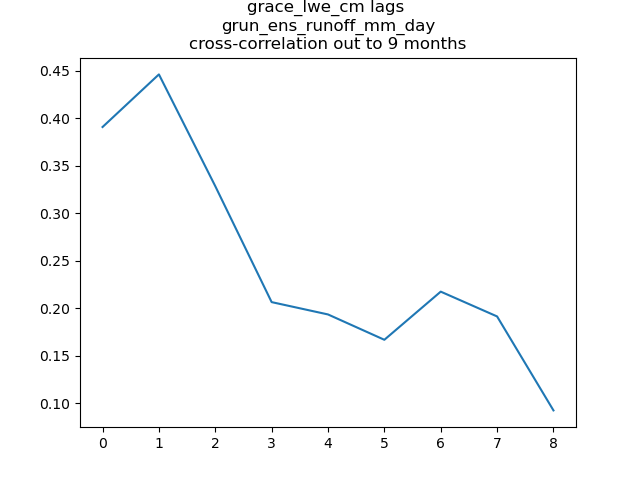 grace_lwe_cm lags
grun_ens_runoff_mm_day
cross-correlation out to 9 months
0.45
0.40
0.35
0.30
0.25
0.20
0.15
0.10
0 1 2 3 4 5 6 7 8